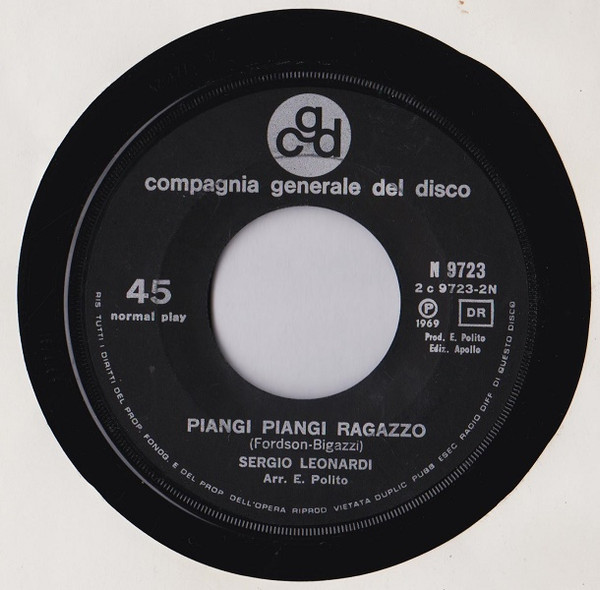 cgd
compagnia generale del disco
45
normal play
N 9723
2 c 9723-2N
P
1969
DR
Prod. E. Polito
Ediz. Apollo
PIANGI PIANGI RAGAZZO
(Fordson-Bigazzi)
SERGIO LEONARDI
Arr. E. Polito
RIS. TUTTI I DIRITTI DEL PROP. FONOG. E DEL PROP DELL'OPERA RIPROD VIETATA DUPLIC PUBB ESEC RADIO DIFF DI QUESTO DISCO